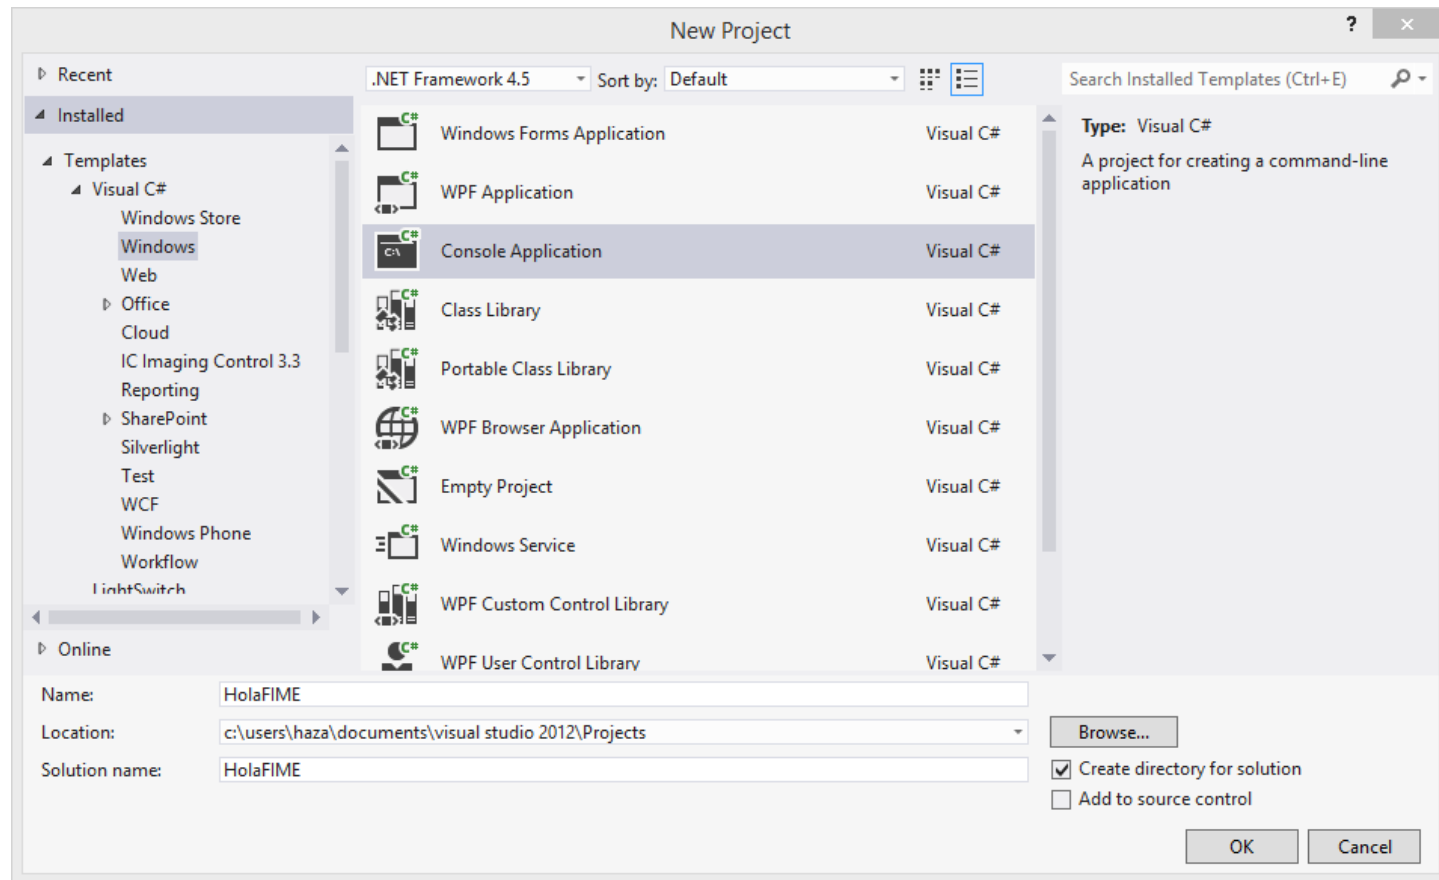 New Project
?
Recent
.NET Framework 4.5
Sort by: Default
Search Installed Templates (Ctrl+E)
Installed
Templates
Visual C#
Windows Store
Windows
Web
Office
Cloud
IC Imaging Control 3.3
Reporting
SharePoint
Silverlight
Test
WCF
Windows Phone
Workflow
LightSwitch
Online
C# Windows Forms Application Visual C#
C# WPF Application Visual C#
C# C:\ Console Application Visual C#
C# Class Library Visual C#
C# Portable Class Library Visual C#
C# WPF Browser Application Visual C#
C# Empty Project Visual C#
C# Windows Service Visual C#
C# WPF Custom Control Library Visual C#
C# WPF User Control Library Visual C#
Type: Visual C#
A project for creating a command-line
application
Name: HolaFIME
Location: c:\users\haza\documents\visual studio 2012\Projects
Browse...
Solution name: HolaFIME
Create directory for solution
Add to source control
OK Cancel